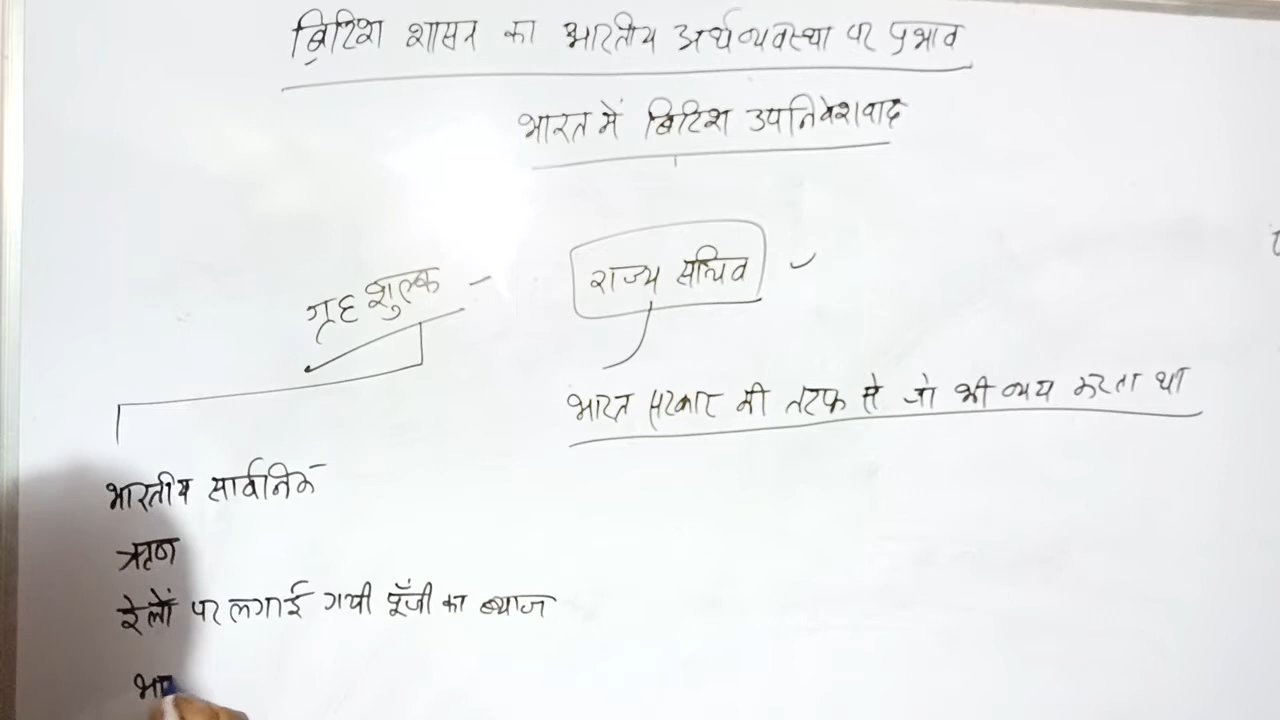 ब्रिटिश शासन का भारतीय अर्थव्यवस्था पर प्रभाव
भारत में ब्रिटिश उपनिवेशवाद
गृह शुल्क -
राज्य सचिव
भारत सरकार की तरफ से जो भी व्यय करता था
भारतीय सार्वनिक
ऋण
रेलों पर लगाई गयी पूँजी का ब्याज
भा